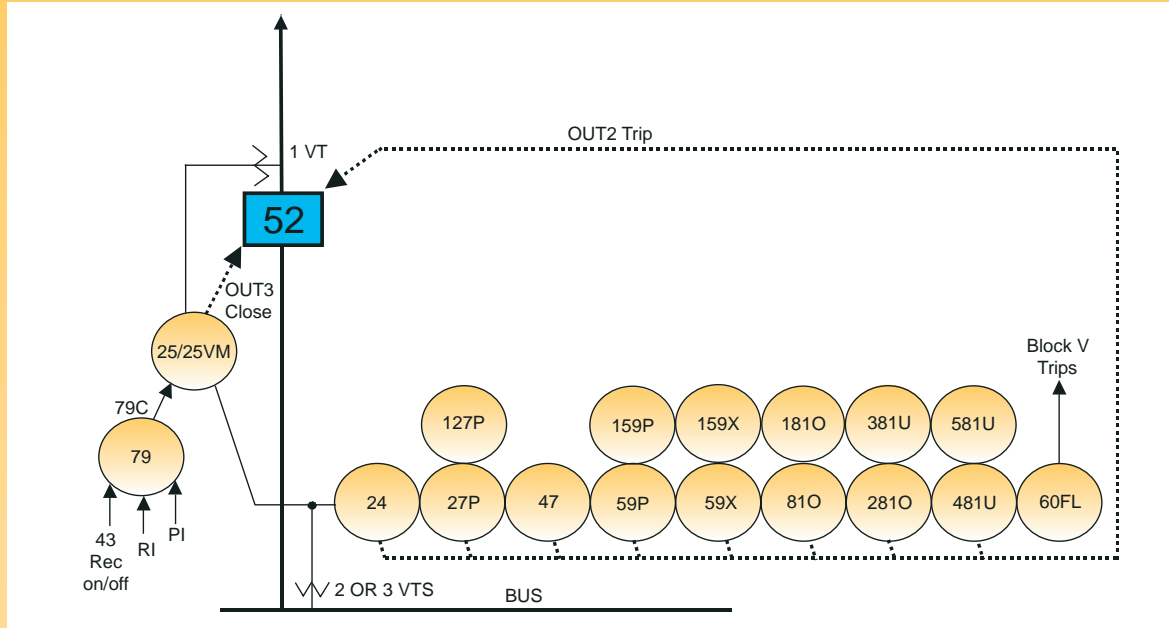 OUT2 Trip
1 VT
52
OUT3
Close
25/25VM
Block V
Trips
79C
127P
159P
159X
181O
381U
581U
79
24
27P
47
59P
59X
81O
281O
481U
60FL
43
Rec
on/off
RI
PI
2 OR 3 VTS
BUS